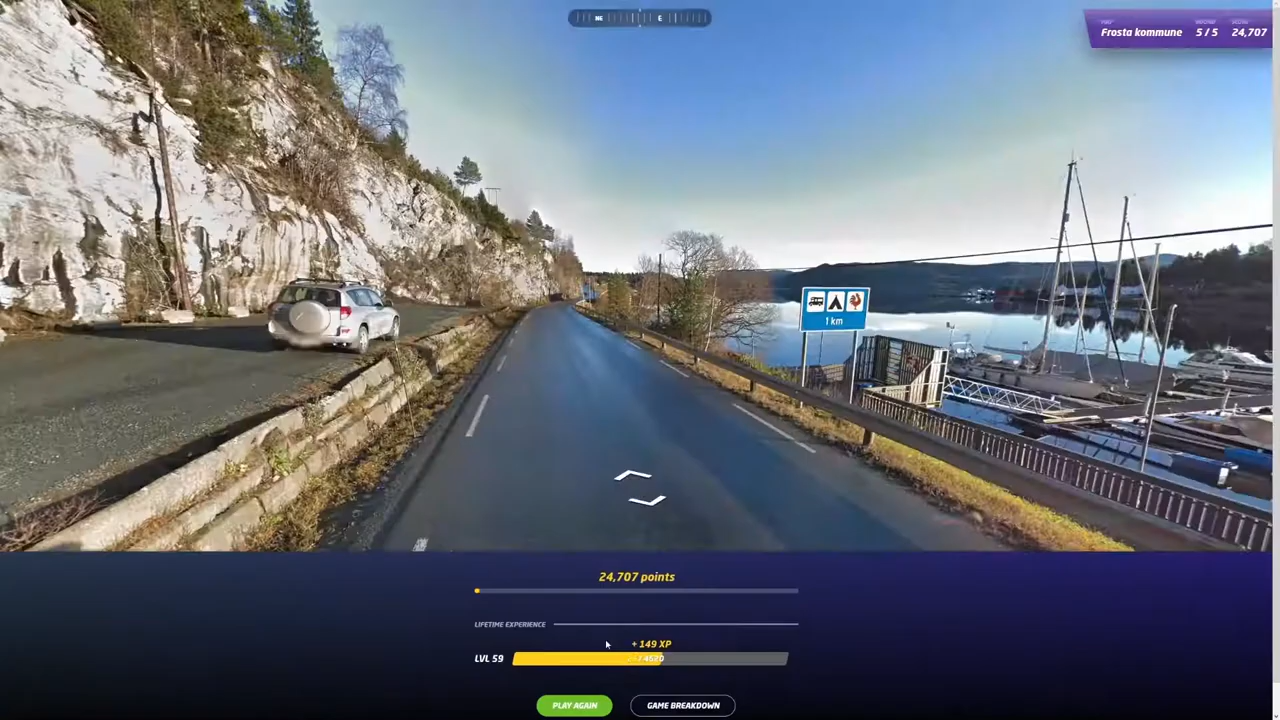 NE E
Frosta kommune 5 / 5 24,707
1 km
24,707 points
LIFETIME EXPERIENCE
+ 149 XP
LVL 59
PLAY AGAIN GAME BREAKDOWN